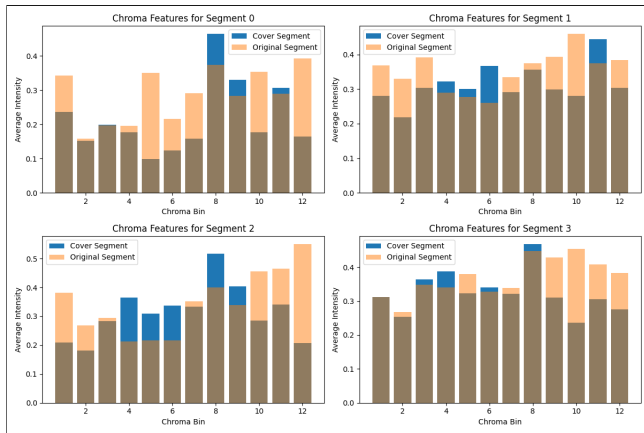 Chroma Features for Segment 0
Cover Segment
Original Segment
0.4
0.3
0.2
0.1
0.0
Average Intensity
2 4 6 8 10 12
Chroma Bin
Chroma Features for Segment 1
Cover Segment
Original Segment
0.4
0.3
0.2
0.1
0.0
Average Intensity
2 4 6 8 10 12
Chroma Bin
Chroma Features for Segment 2
Cover Segment
Original Segment
0.5
0.4
0.3
0.2
0.1
0.0
Average Intensity
2 4 6 8 10 12
Chroma Bin
Chroma Features for Segment 3
Cover Segment
Original Segment
0.4
0.3
0.2
0.1
0.0
Average Intensity
2 4 6 8 10 12
Chroma Bin